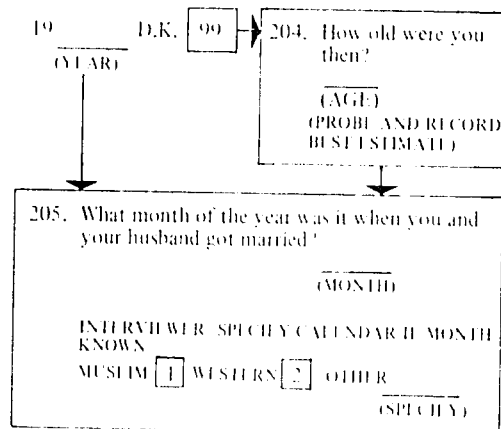 19 D.K. 99
(YEAR)
204. How old were you
then?
(AGE)
(PROBE AND RECORD
BEST ESTIMATE)
205. What month of the year was it when you and
your husband got married?
(MONTH)
INTERVIEWER SPECIFY CALENDAR IF MONTH
KNOWN
MUSLIM 1 WESTERN 2 OTHER
(SPECIFY)